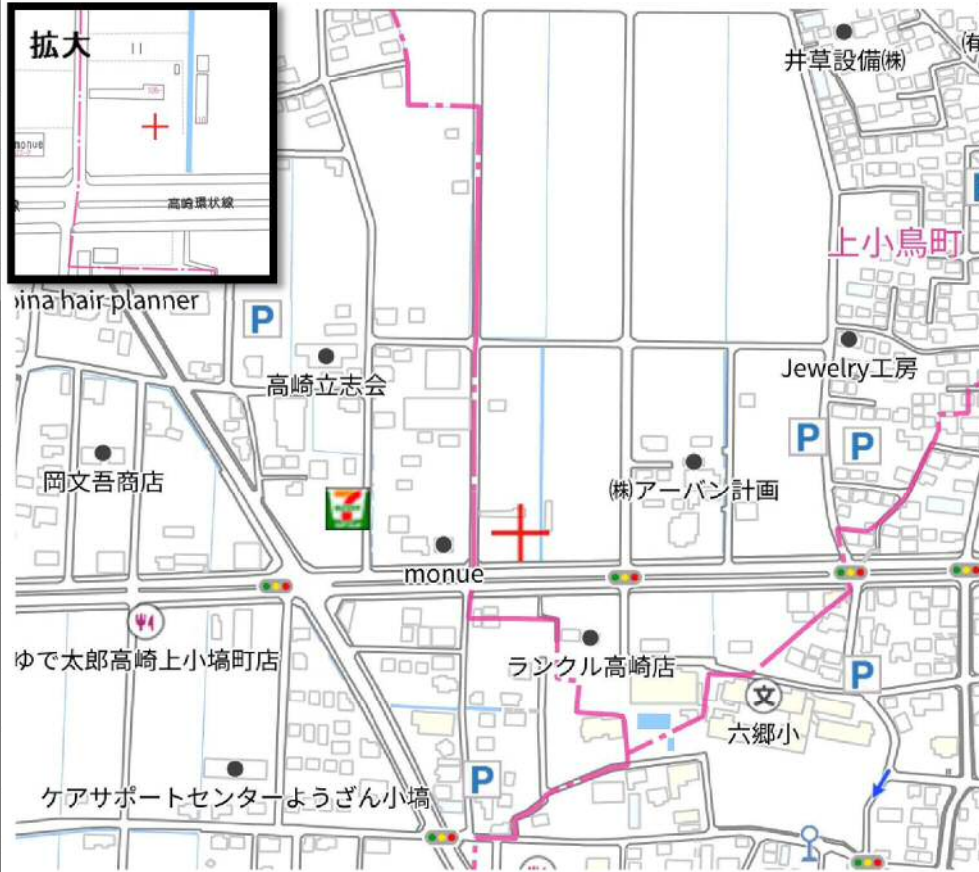 拡大
monue
高崎環状線
井草設備㈱
(有
上小鳥町
pina hair planner
P
高崎立志会
Jewelry工房
P
P
岡文吾商店
㈱アーバン計画
monue
ゆで太郎高崎上小塙町店
ランクル高崎店
P
文
六郷小
P
ケアサポートセンターようざん小塙